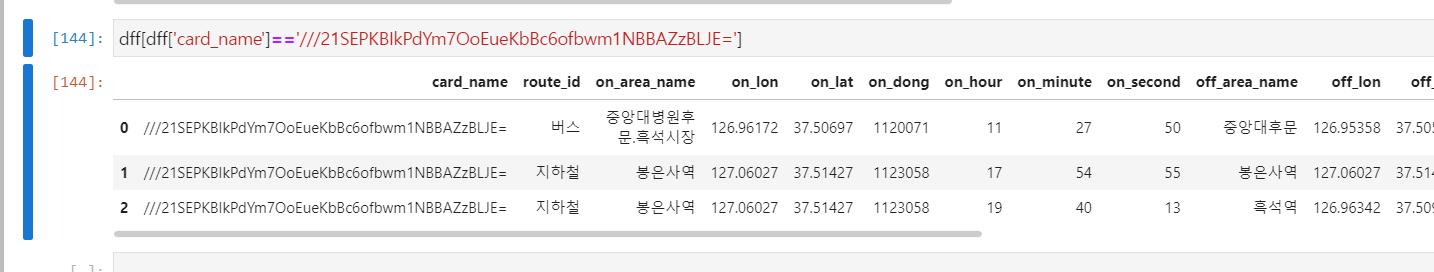 [144]: dff[dff['card_name']=='///21SEPKBIkPdYm7OoEueKbBc6ofbwm1NBBAZzBLJE=']
[144]:
card_name route_id on_area_name on_lon on_lat on_dong on_hour on_minute on_second off_area_name off_lon off_
0 ///21SEPKBIkPdYm7OoEueKbBc6ofbwm1NBBAZzBLJE= 버스 중앙대병원후문.흑석시장 126.96172 37.50697 1120071 11 27 50 중앙대후문 126.95358 37.505
1 ///21SEPKBIkPdYm7OoEueKbBc6ofbwm1NBBAZzBLJE= 지하철 봉은사역 127.06027 37.51427 1123058 17 54 55 봉은사역 127.06027 37.514
2 ///21SEPKBIkPdYm7OoEueKbBc6ofbwm1NBBAZzBLJE= 지하철 봉은사역 127.06027 37.51427 1123058 19 40 13 흑석역 126.96342 37.509
[ ]: